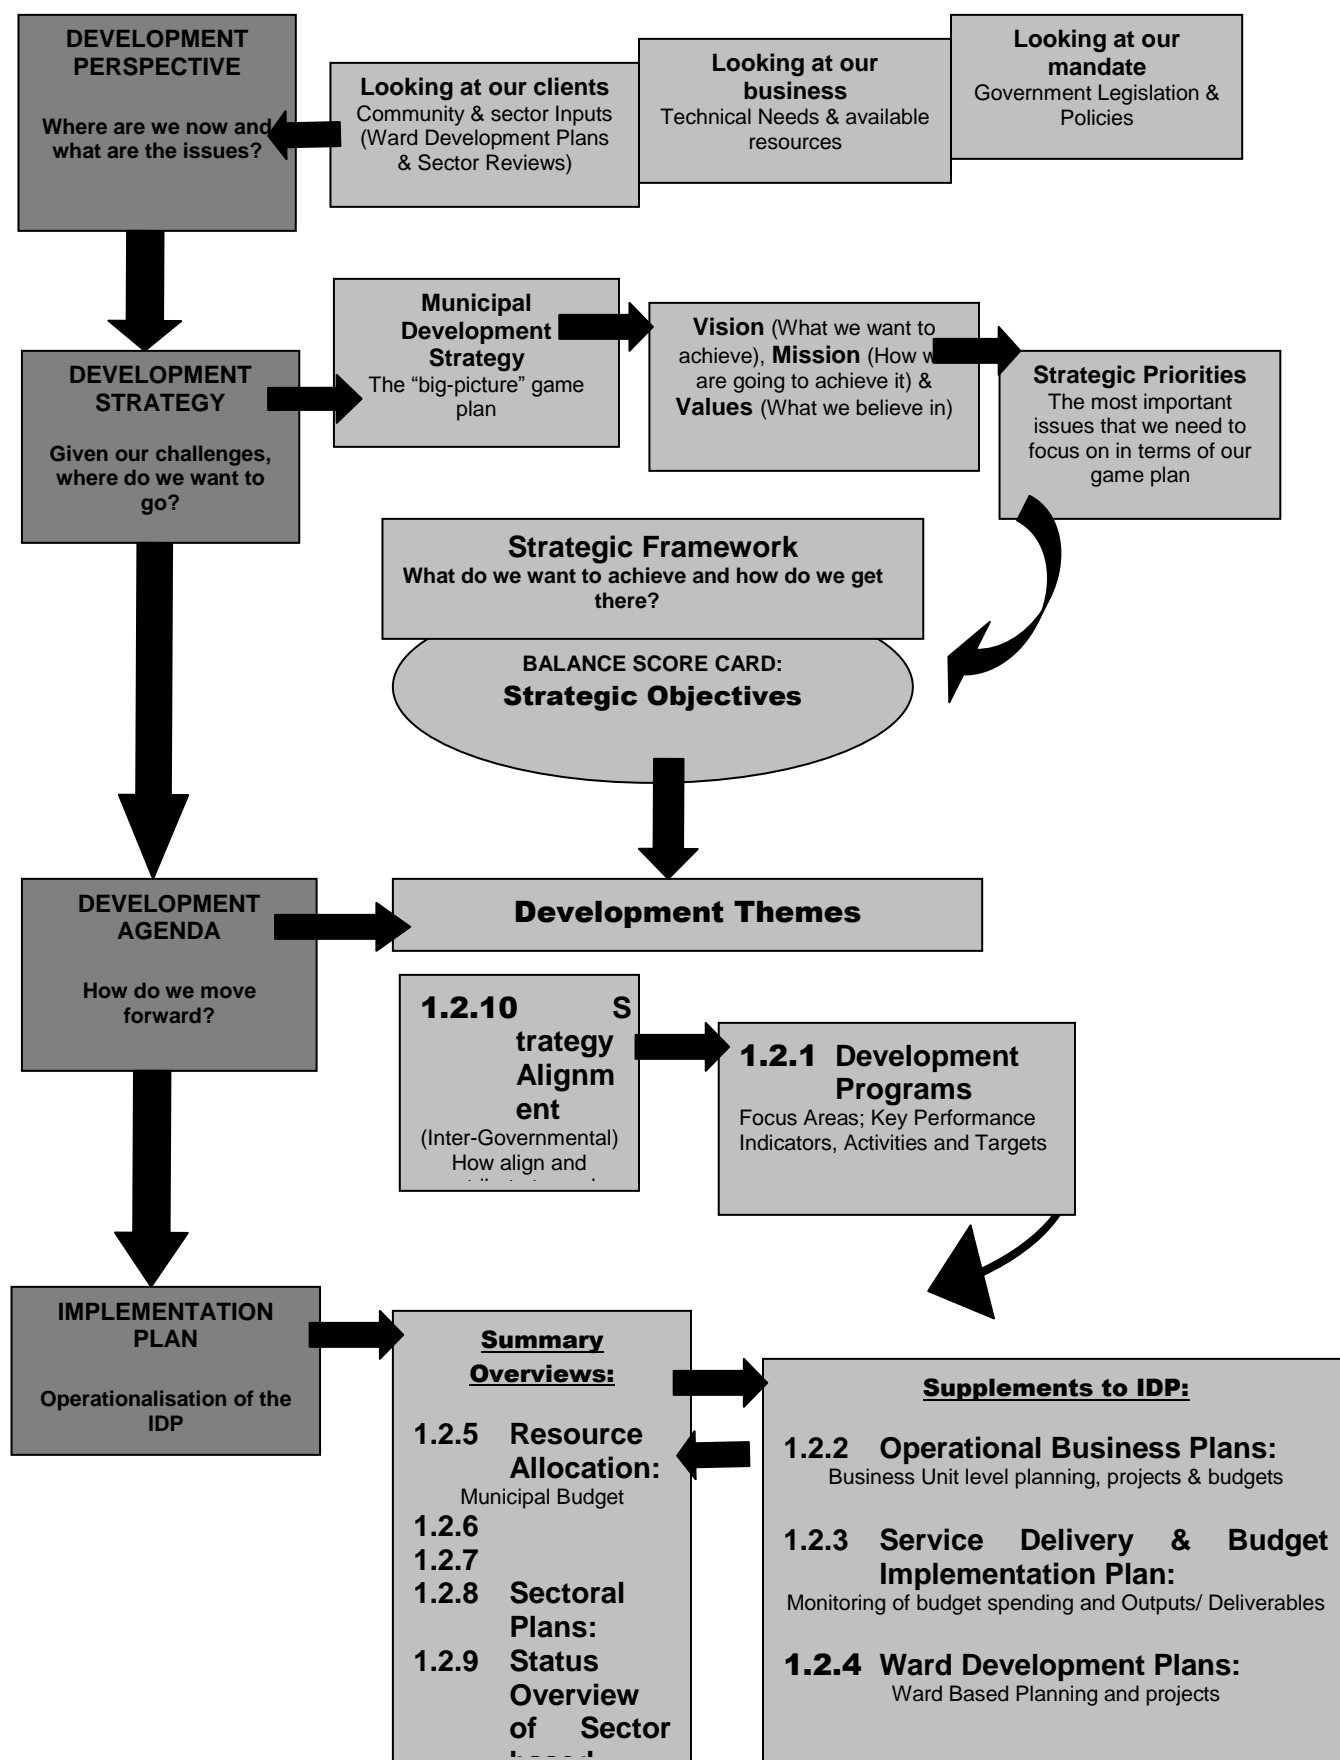 DEVELOPMENT
PERSPECTIVE
Where are we now and
what are the issues?
Looking at our clients
Community & sector Inputs
(Ward Development Plans
& Sector Reviews)
Looking at our
business
Technical Needs & available
resources
Looking at our
mandate
Government Legislation &
Policies
DEVELOPMENT
STRATEGY
Given our challenges,
where do we want to
go?
Municipal
Development
Strategy
The “big-picture” game
plan
Vision (What we want to
achieve), Mission (How
are going to achieve it) &
Values (What we believe in)
Strategic Priorities
The most important
issues that we need to
focus on in terms of our
game plan
Strategic Framework
What do we want to achieve and how do we get
there?
BALANCE SCORE CARD:
Strategic Objectives
DEVELOPMENT
AGENDA
How do we move
forward?
Development Themes
1.2.10 S
trategy
Alignm
ent
(Inter-Governmental)
How align and
1.2.1 Development
Programs
Focus Areas; Key Performance
Indicators, Activities and Targets
IMPLEMENTATION
PLAN
Operationalisation of the
IDP
Summary
Overviews:
1.2.5 Resource
Allocation:
Municipal Budget
1.2.6
1.2.7
1.2.8 Sectoral
Plans:
1.2.9 Status
Overview
of Sector
Supplements to IDP:
1.2.2 Operational Business Plans:
Business Unit level planning, projects & budgets
1.2.3 Service Delivery & Budget
Implementation Plan:
Monitoring of budget spending and Outputs/ Deliverables
1.2.4 Ward Development Plans:
Ward Based Planning and projects